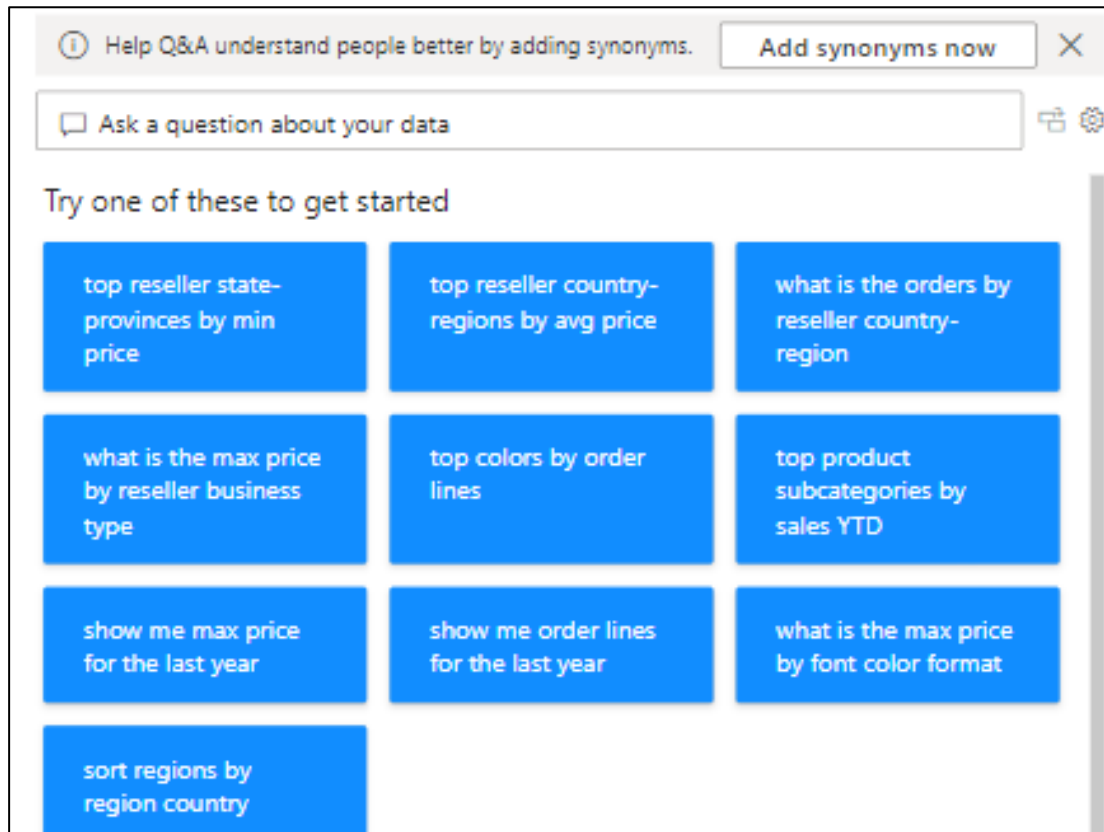 Help Q&A understand people better by adding synonyms.
Add synonyms now
Ask a question about your data
Try one of these to get started
top reseller state-
provinces by min
price
top reseller country-
regions by avg price
what is the orders by
reseller country-
region
what is the max price
by reseller business
type
top colors by order
lines
top product
subcategories by
sales YTD
show me max price
for the last year
show me order lines
for the last year
what is the max price
by font color format
sort regions by
region country